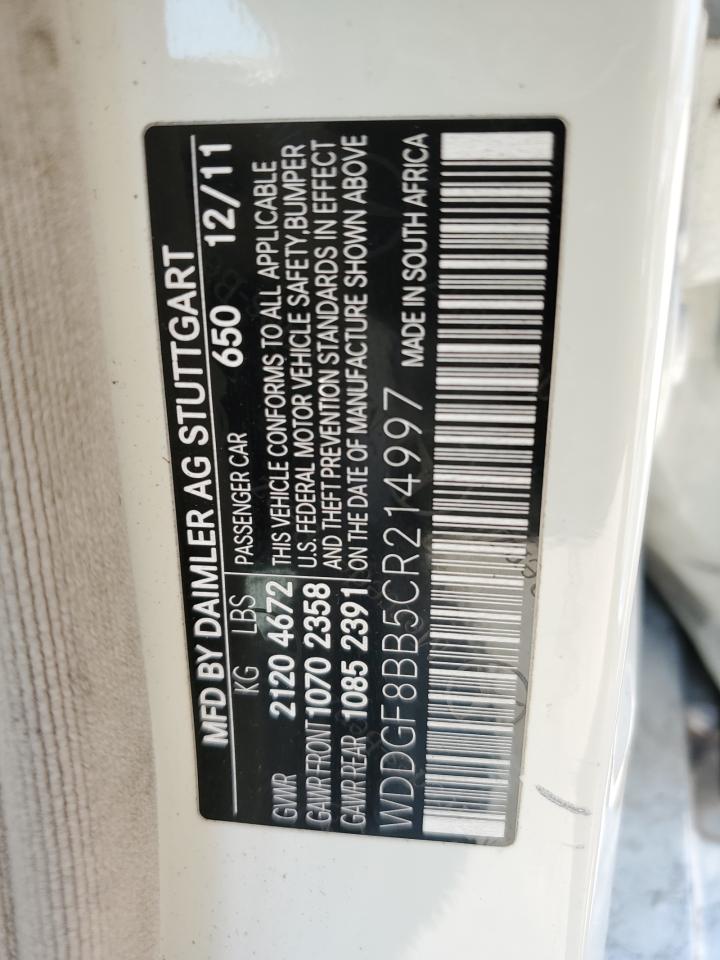 MFD BY DAIMLER AG STUTTGART
KG LBS PASSENGER CAR 650 12/11
GVWR 2120 4672 THIS VEHICLE CONFORMS TO ALL APPLICABLE
GAWR FRONT 1070 2358 U.S. FEDERAL MOTOR VEHICLE SAFETY,BUMPER
GAWR REAR 1085 2391 AND THEFT PREVENTION STANDARDS IN EFFECT
ON THE DATE OF MANUFACTURE SHOWN ABOVE
WDDGF8BB5CR214997 MADE IN SOUTH AFRICA